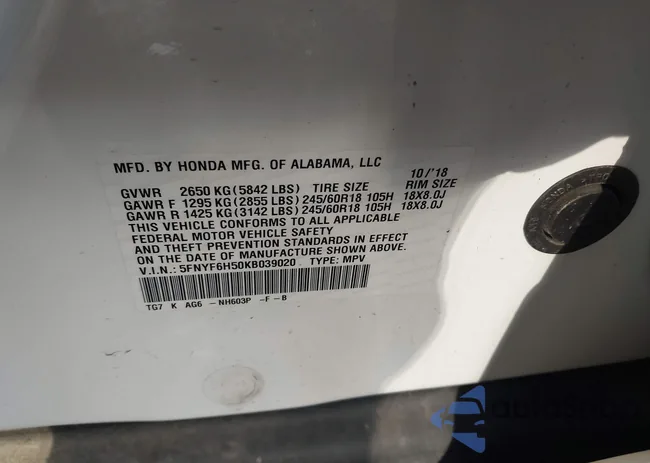 MFD. BY HONDA MFG. OF ALABAMA, LLC 10/'18
GVWR 2650 KG(5842 LBS) TIRE SIZE RIM SIZE
GAWR F 1295 KG(2855 LBS)245/60R18 105H 18X8.0J
GAWR R 1425 KG(3142 LBS)245/60R18 105H 18X8.0J
THIS VEHICLE CONFORMS TO ALL APPLICABLE
FEDERAL MOTOR VEHICLE SAFETY
AND THEFT PREVENTION STANDARDS IN EFFECT
ON THE DATE OF MANUFACTURE SHOWN ABOVE.
V.I.N.: 5FNYF6H50KB039020 TYPE: MPV
TG7 K AG6 - NH603P -F - B
HONDA